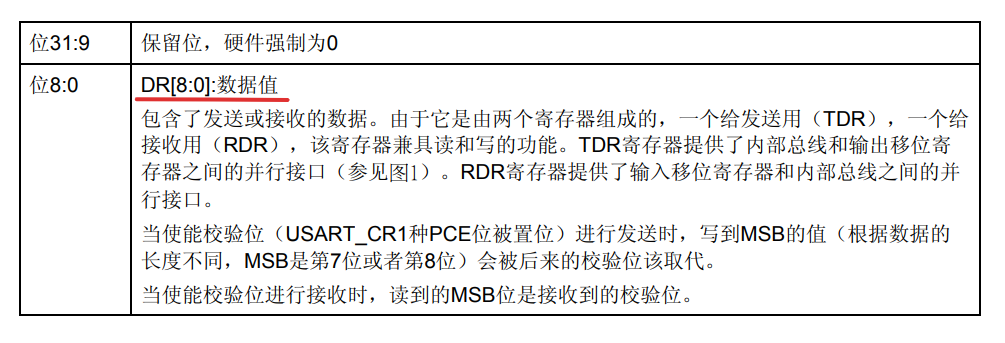 位31:9 保留位，硬件强制为0
位8:0 DR[8:0]:数据值
包含了发送或接收的数据。由于它是由两个寄存器组成的，一个给发送用（TDR），一个给
接收用（RDR），该寄存器兼具读和写的功能。TDR寄存器提供了内部总线和输出移位寄
存器之间的并行接口（参见图1）。RDR寄存器提供了输入移位寄存器和内部总线之间的并
行接口。
当使能校验位（USART_CR1种PCE位被置位）进行发送时，写到MSB的值（根据数据的
长度不同，MSB是第7位或者第8位）会被后来的校验位该取代。
当使能校验位进行接收时，读到的MSB位是接收到的校验位。